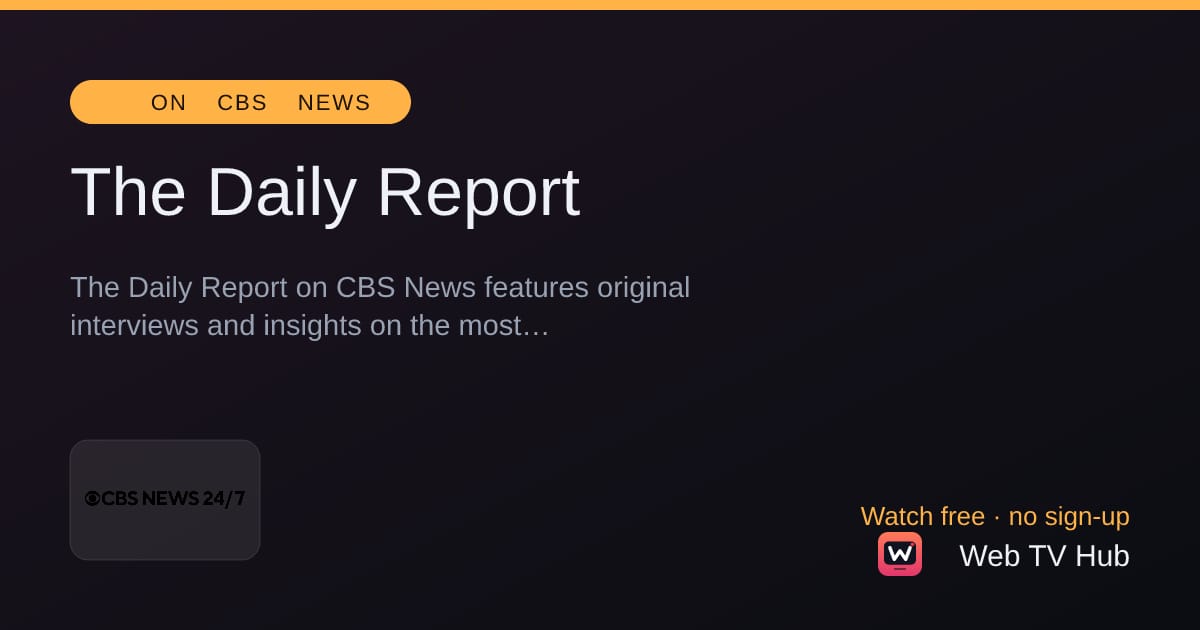 ON CBS NEWS
The Daily Report
The Daily Report on CBS News features original
interviews and insights on the most…
CBS NEWS 24/7
Watch free · no sign-up
W
Web TV Hub